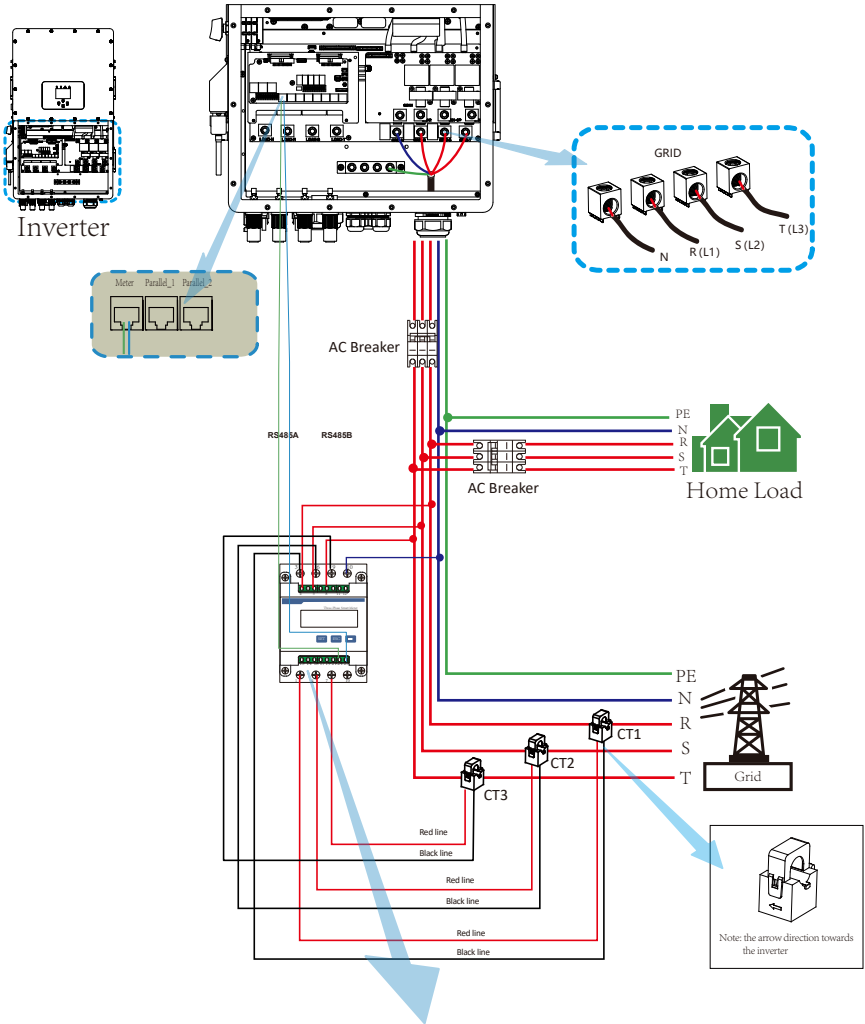 Inverter
GRID
T (L3)
S (L2)
R (L1)
N
Meter Parallel_1 Parallel_2
AC Breaker
RS485A RS485B
PE
N
R
S
T
AC Breaker
Home Load
PE
N
R
CT1
S
CT2
T
Grid
CT3
Red line
Black line
Red line
Black line
Red line
Black line
Note: the arrow direction towards
the inverter